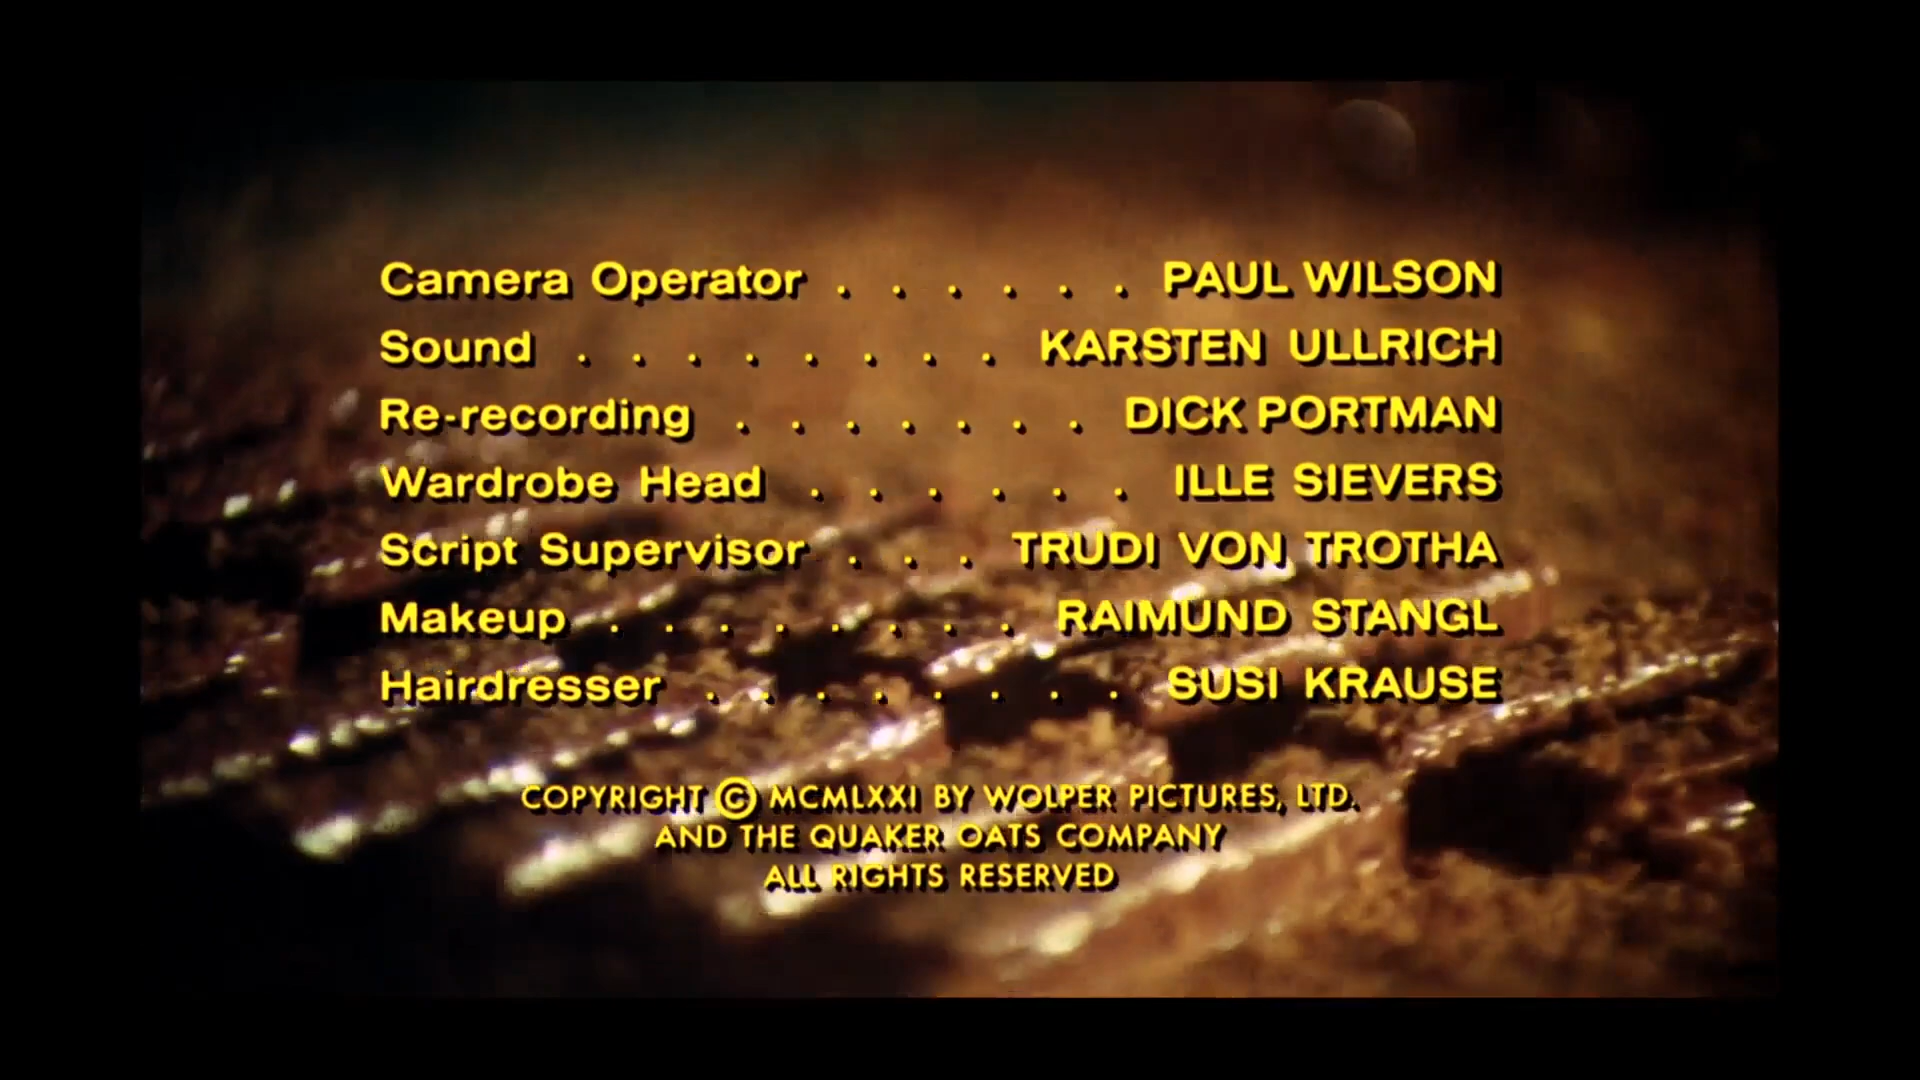 Camera Operator . . . . . . PAUL WILSON
Sound . . . . . . . . KARSTEN ULLRICH
Re-recording . . . . . . . DICK PORTMAN
Wardrobe Head . . . . . . ILLE SIEVERS
Script Supervisor . . . TRUDI VON TROTHA
Makeup . . . . . . . . RAIMUND STANGL
Hairdresser . . . . . . . . SUSI KRAUSE
COPYRIGHT © MCMLXXI BY WOLPER PICTURES, LTD.
AND THE QUAKER OATS COMPANY
ALL RIGHTS RESERVED